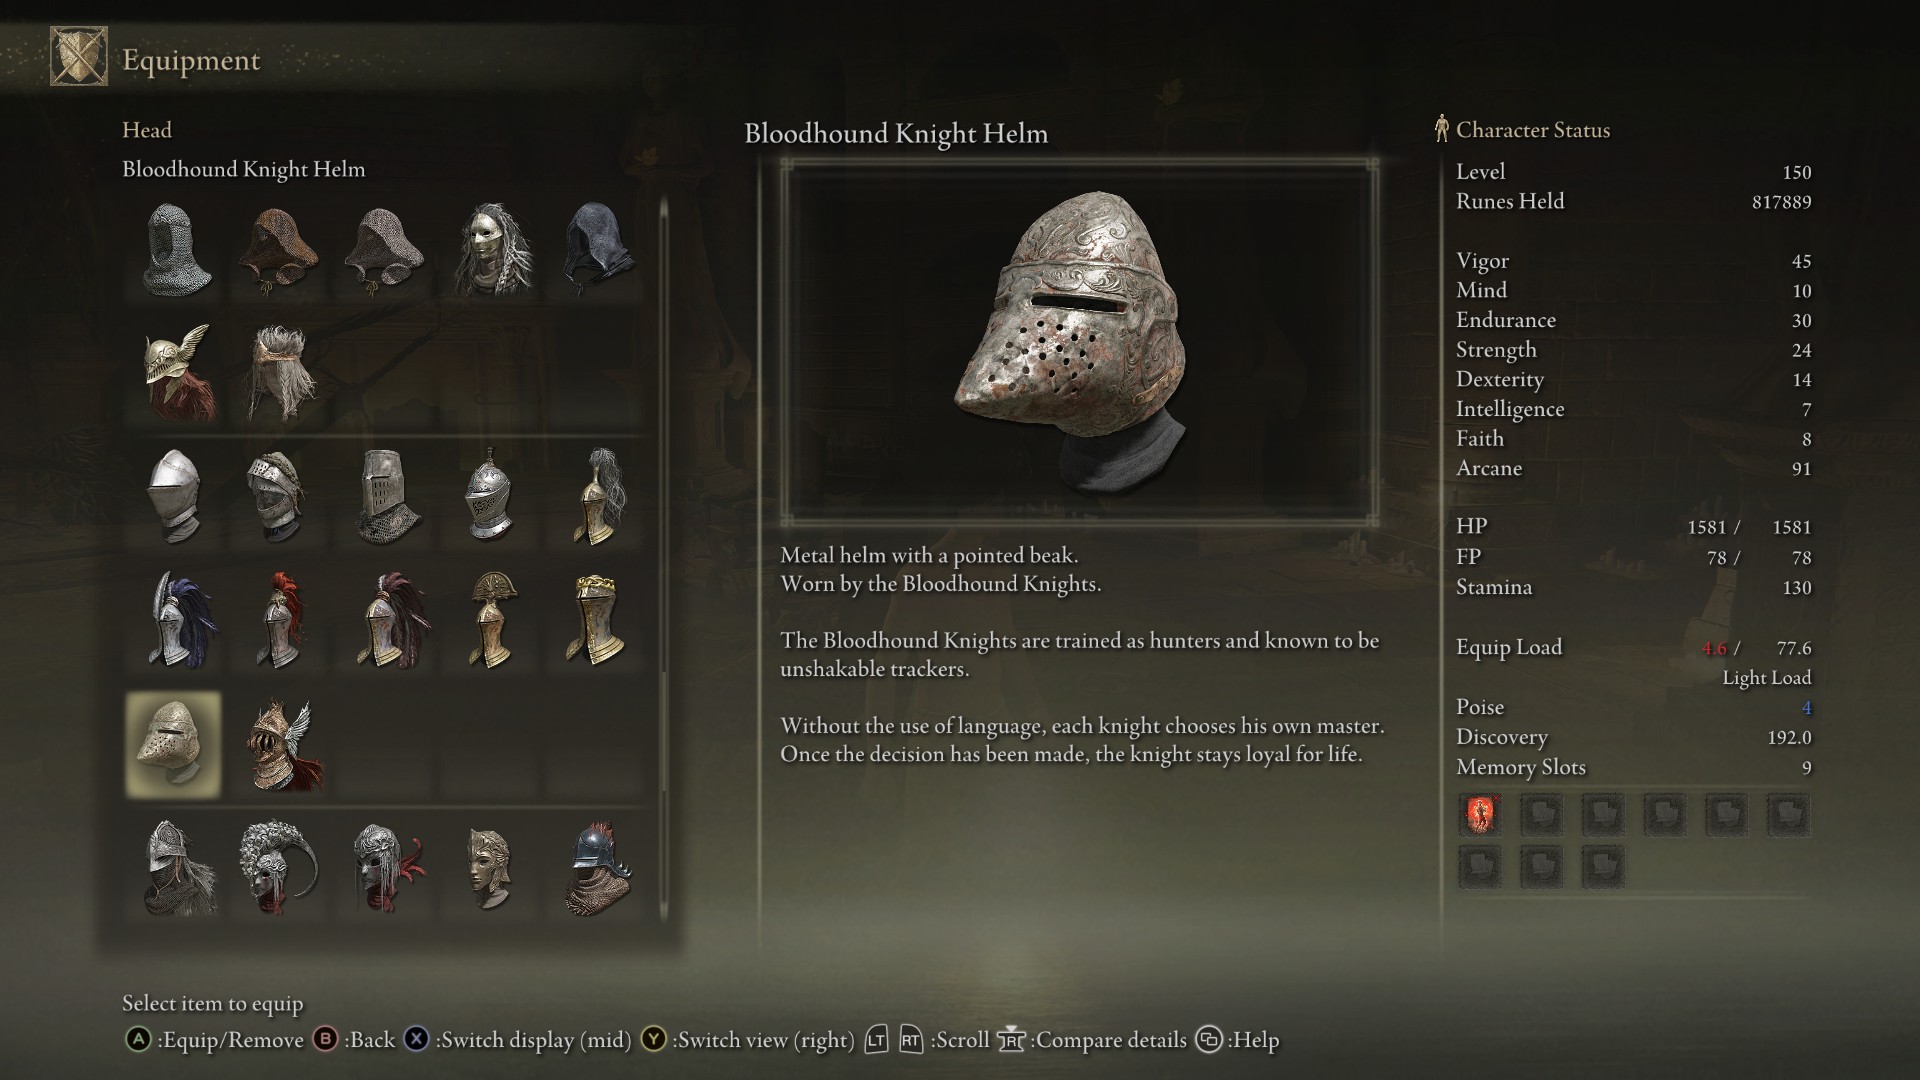 Equipment
Head
Bloodhound Knight Helm
Bloodhound Knight Helm
Metal helm with a pointed beak.
Worn by the Bloodhound Knights.
The Bloodhound Knights are trained as hunters and known to be
unshakable trackers.
Without the use of language, each knight chooses his own master.
Once the decision has been made, the knight stays loyal for life.
Character Status
Level 150
Runes Held 817889
Vigor 45
Mind 10
Endurance 30
Strength 24
Dexterity 14
Intelligence 7
Faith 8
Arcane 91
HP 1581 / 1581
FP 78 / 78
Stamina 130
Equip Load 4.6 / 77.6
Light Load
Poise 4
Discovery 192.0
Memory Slots 9
Select item to equip
A :Equip/Remove B :Back X :Switch display (mid) Y :Switch view (right) LT RT :Scroll R :Compare details :Help